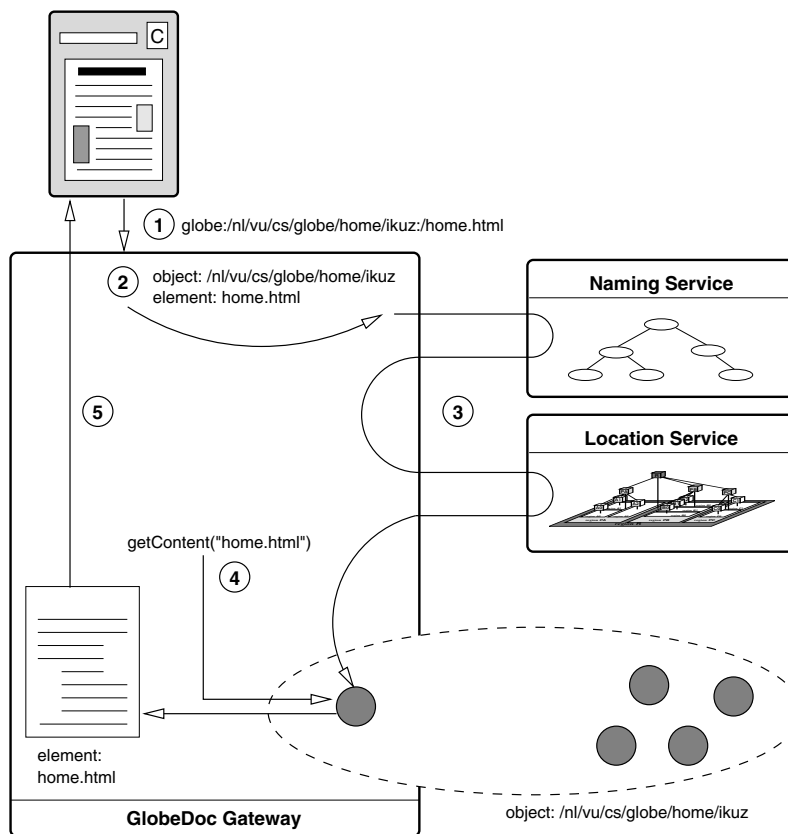 C
1 globe:/nl/vu/cs/globe/home/ikuz:/home.html
2 object: /nl/vu/cs/globe/home/ikuz
element: home.html
Naming Service
5
3
Location Service
getContent("home.html")
4
element:
home.html
GlobeDoc Gateway
object: /nl/vu/cs/globe/home/ikuz